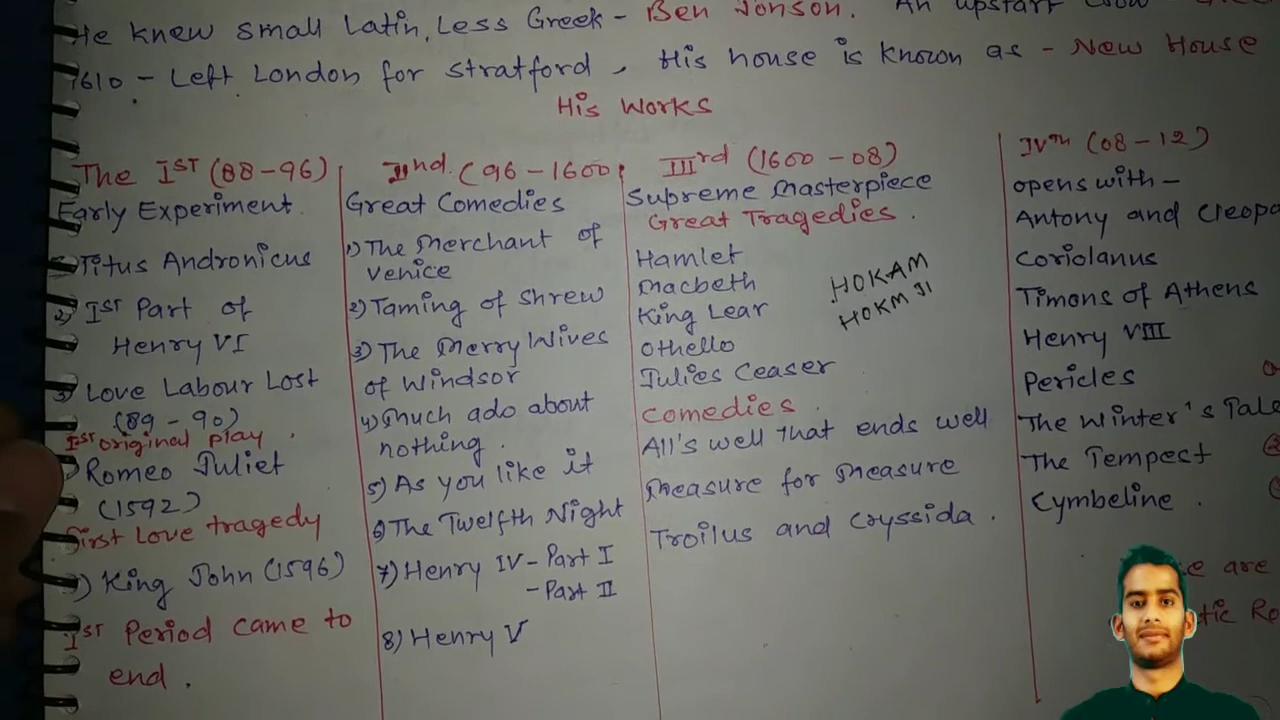 He knew small Latin, Less Greek - Ben Jonson. An upstart
1610 - Left London for Stratford, His house is known as - New House
His Works
The Ist (88-96)
Early Experiment
1) Titus Andronicus
2) Ist Part of
Henry VI
3) Love Labour Lost
(89-90)
Ist original play.
Romeo Juliet
(1592)
First Love tragedy
King John (1596)
Ist Period came to
end.
IInd. (96-1600)
Great Comedies
1) The Merchant of
Venice
2) Taming of Shrew
3) The Merry Wives
of Windsor
4) Much ado about
nothing.
5) As you like it
6) The Twelfth Night
7) Henry IV - Part I
- Part II
8) Henry V
IIIrd (1600-08)
Supreme Masterpiece
Great Tragedies.
Hamlet
Macbeth
King Lear
Othello
Julies Ceaser
HOKAM
HOKM JI
Comedies.
All's well That ends well
Measure for Measure
Troilus and Cryssida.
IVth (08-12)
opens with -
Antony and Cleopa
Coriolanus
Timons of Athens
Henry VIII
Pericles
The Winter's Tale
The Tempest
Cymbeline.
are